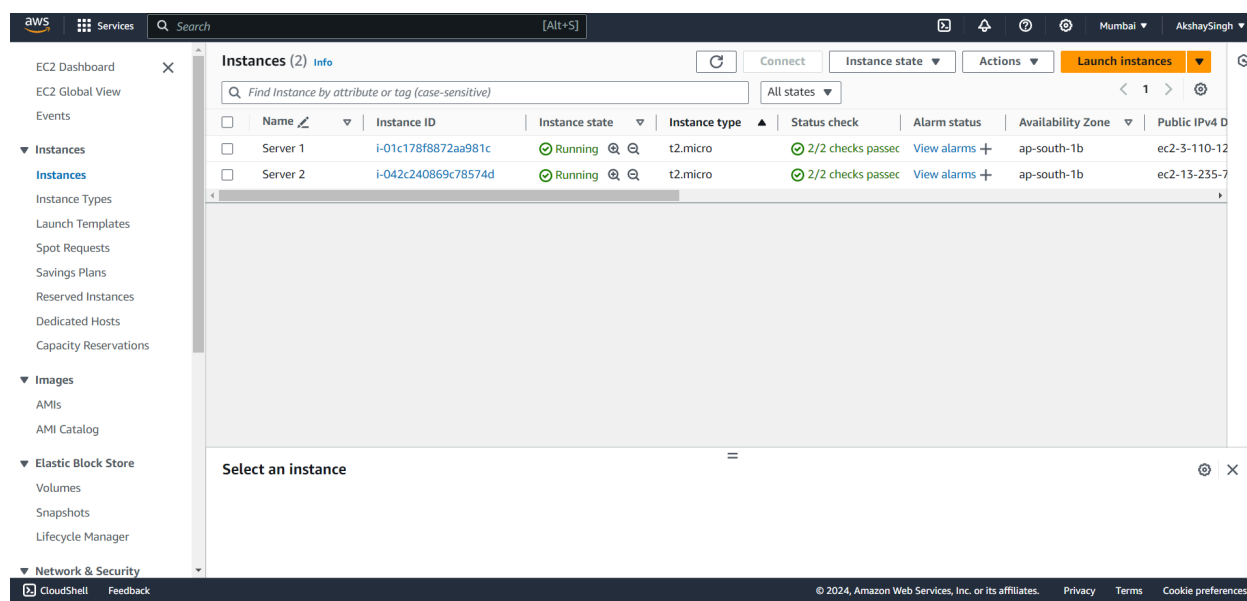 aws Services Search [Alt+S] Mumbai AkshaySingh
EC2 Dashboard
EC2 Global View
Events
Instances
Instances
Instance Types
Launch Templates
Spot Requests
Savings Plans
Reserved Instances
Dedicated Hosts
Capacity Reservations
Images
AMIs
AMI Catalog
Elastic Block Store
Volumes
Snapshots
Lifecycle Manager
Network & Security
Instances (2) Info Connect Instance state Actions Launch instances
Find Instance by attribute or tag (case-sensitive) All states 1
Name Instance ID Instance state Instance type Status check Alarm status Availability Zone Public IPv4 D
Server 1 i-01c178f8872aa981c Running t2.micro 2/2 checks passec View alarms + ap-south-1b ec2-3-110-12
Server 2 i-042c240869c78574d Running t2.micro 2/2 checks passec View alarms + ap-south-1b ec2-13-235-7
Select an instance
CloudShell Feedback © 2024, Amazon Web Services, Inc. or its affiliates. Privacy Terms Cookie preferences